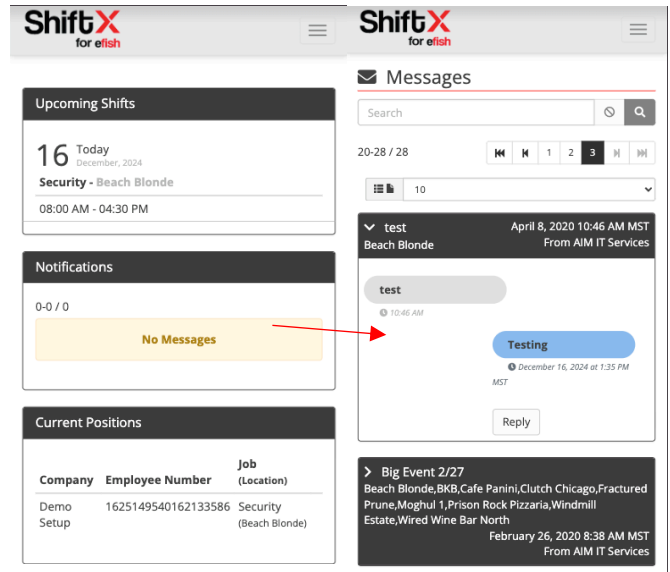 ShiftX
for efish
Upcoming Shifts
16 Today
December, 2024
Security - Beach Blonde
08:00 AM - 04:30 PM
Notifications
0-0 / 0
No Messages
Current Positions
Company Employee Number Job
(Location)
Demo Setup 1625149540162133586 Security
(Beach Blonde)
ShiftX
for efish
Messages
Search
20-28 / 28
1 2 3
10
test April 8, 2020 10:46 AM MST
Beach Blonde From AIM IT Services
test
10:46 AM
Testing
December 16, 2024 at 1:35 PM
MST
Reply
Big Event 2/27
Beach Blonde,BKB,Cafe Panini,Clutch Chicago,Fractured
Prune,Moghul 1,Prison Rock Pizzaria,Windmill
Estate,Wired Wine Bar North
February 26, 2020 8:38 AM MST
From AIM IT Services